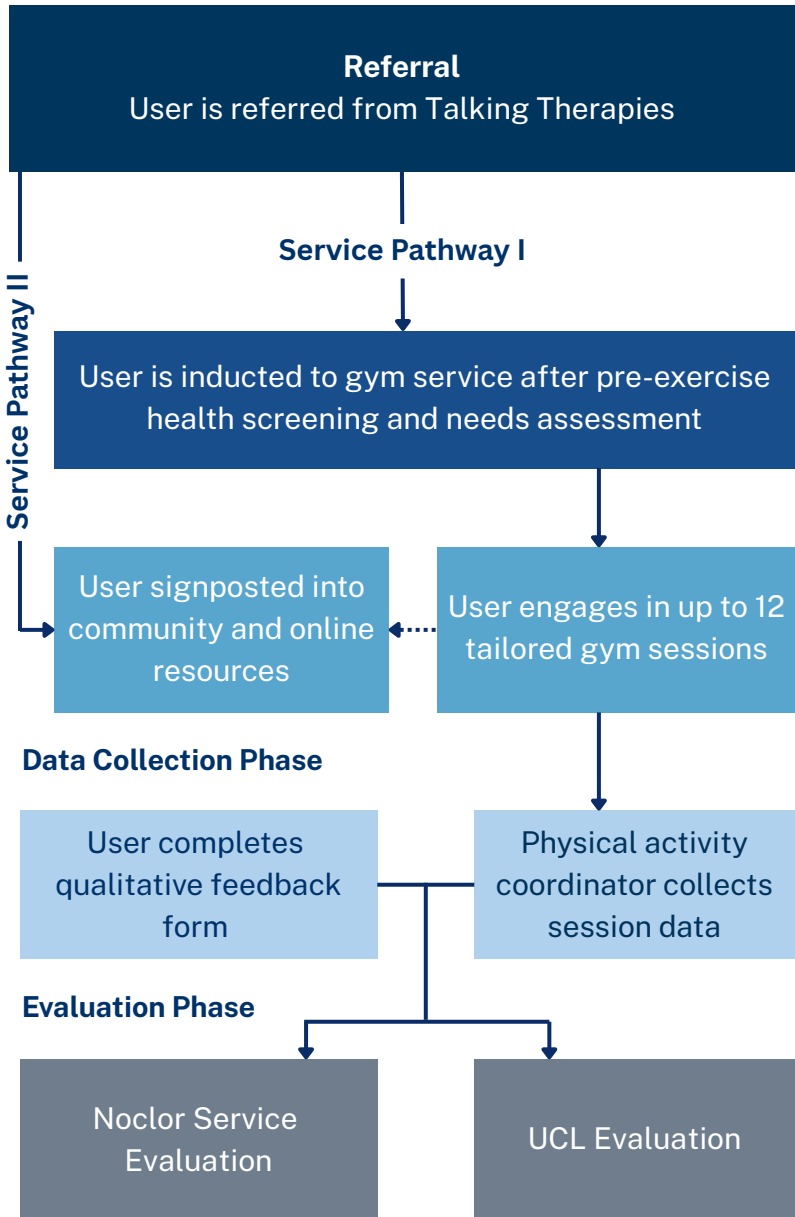 Referral
User is referred from Talking Therapies
Service Pathway I
Service Pathway II
User is inducted to gym service after pre-exercise
health screening and needs assessment
User signposted into
community and online
resources
User engages in up to 12
tailored gym sessions
Data Collection Phase
User completes
qualitative feedback
form
Physical activity
coordinator collects
session data
Evaluation Phase
Noclor Service
Evaluation
UCL Evaluation